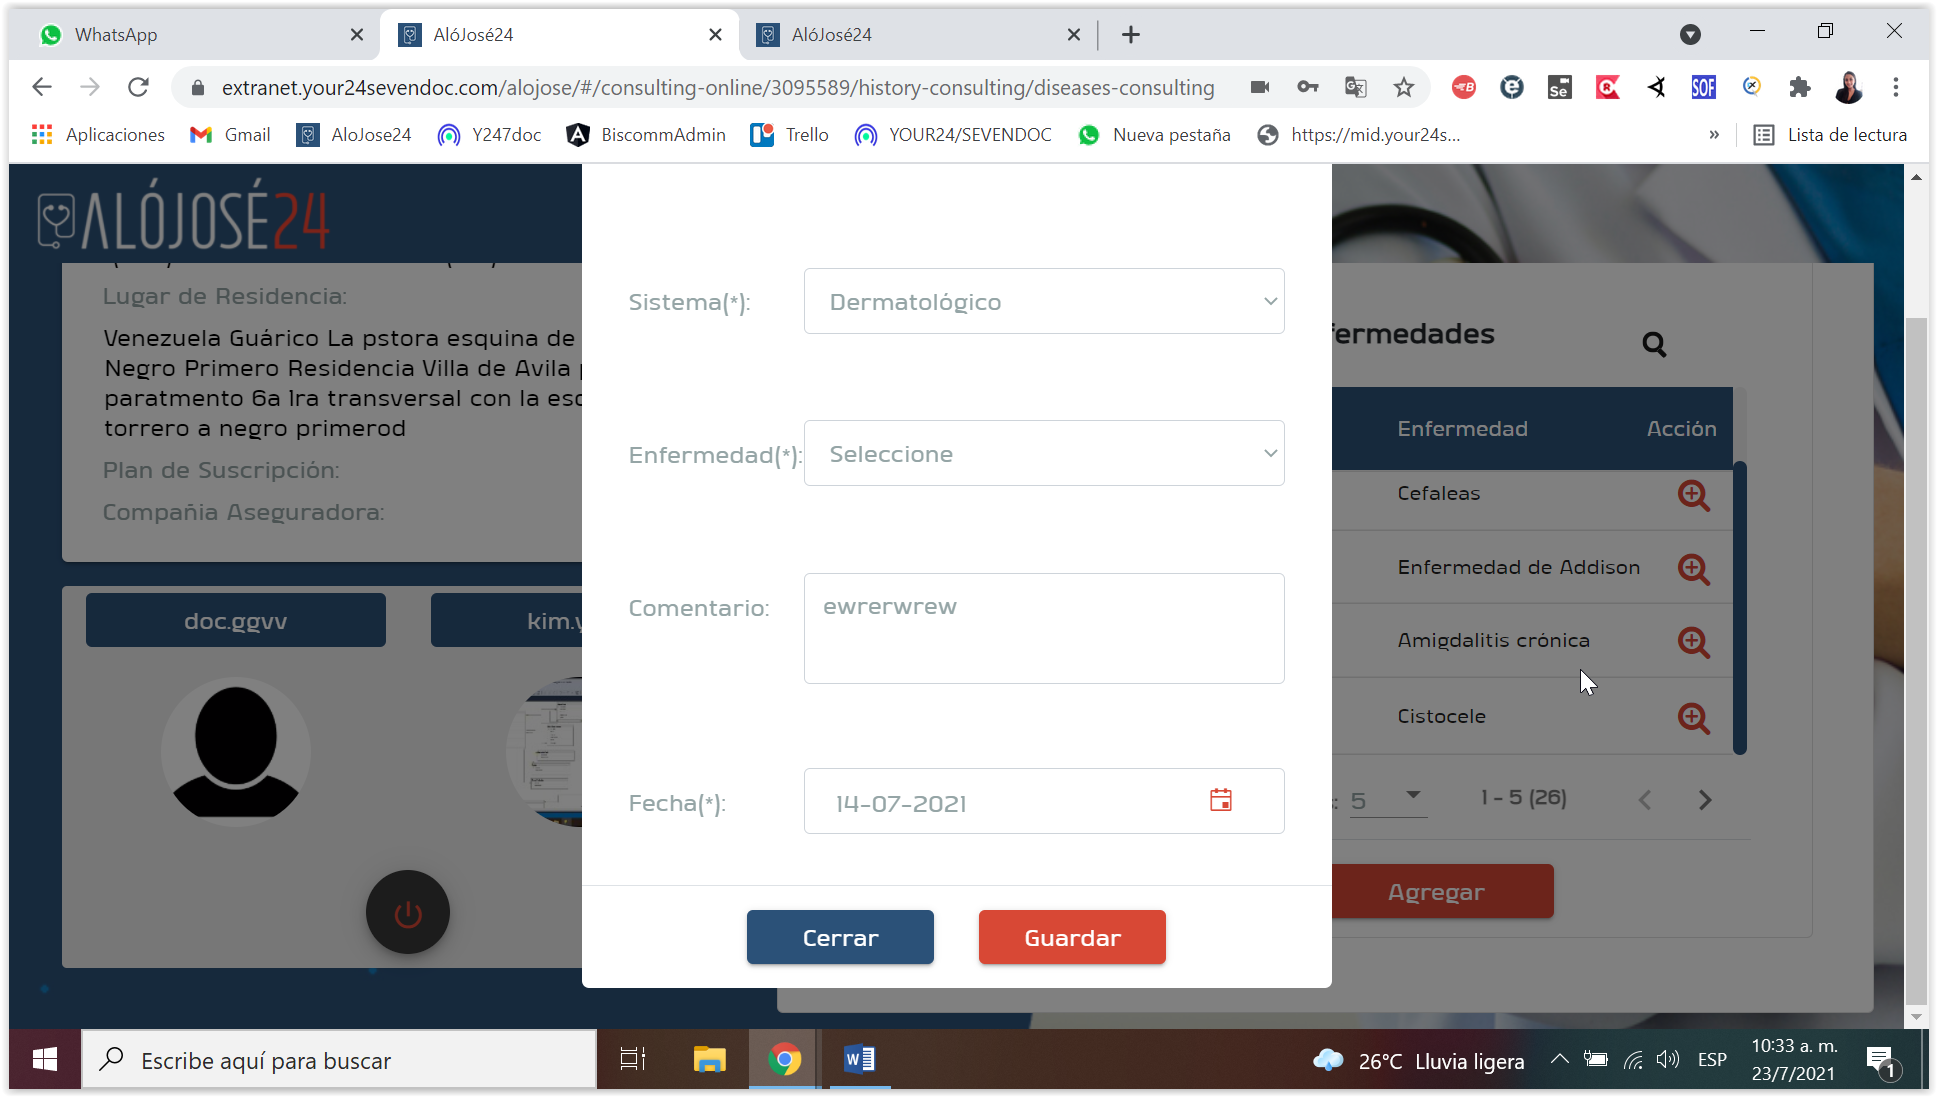 WhatsApp
AlóJosé24
AlóJosé24
extranet.your24sevendoc.com/alojose/#/consulting-online/3095589/history-consulting/diseases-consulting
Se
SOF
Aplicaciones
Gmail
AloJose24
Y247doc
BiscommAdmin
Trello
YOUR24/SEVENDOC
Nueva pestaña
https://mid.your24s...
»
Lista de lectura
ALÓJOSÉ24
Lugar de Residencia:
Venezuela Guárico La pstora esquina de
Negro Primero Residencia Villa de Avila
paratmento 6a 1ra transversal con la esc
torrero a negro primerod
Plan de Suscripción:
Compañia Aseguradora:
doc.ggvv
kim.y
Sistema(*):
Dermatológico
Enfermedad(*):
Seleccione
Comentario:
ewrerwrew
Fecha(*):
14-07-2021
Cerrar
Guardar
fermedades
Enfermedad
Acción
Cefaleas
Enfermedad de Addison
Amigdalitis crónica
Cistocele
5
1 - 5 (26)
Agregar
Escribe aquí para buscar
26°C Lluvia ligera
ESP
10:33 a. m.
23/7/2021
1